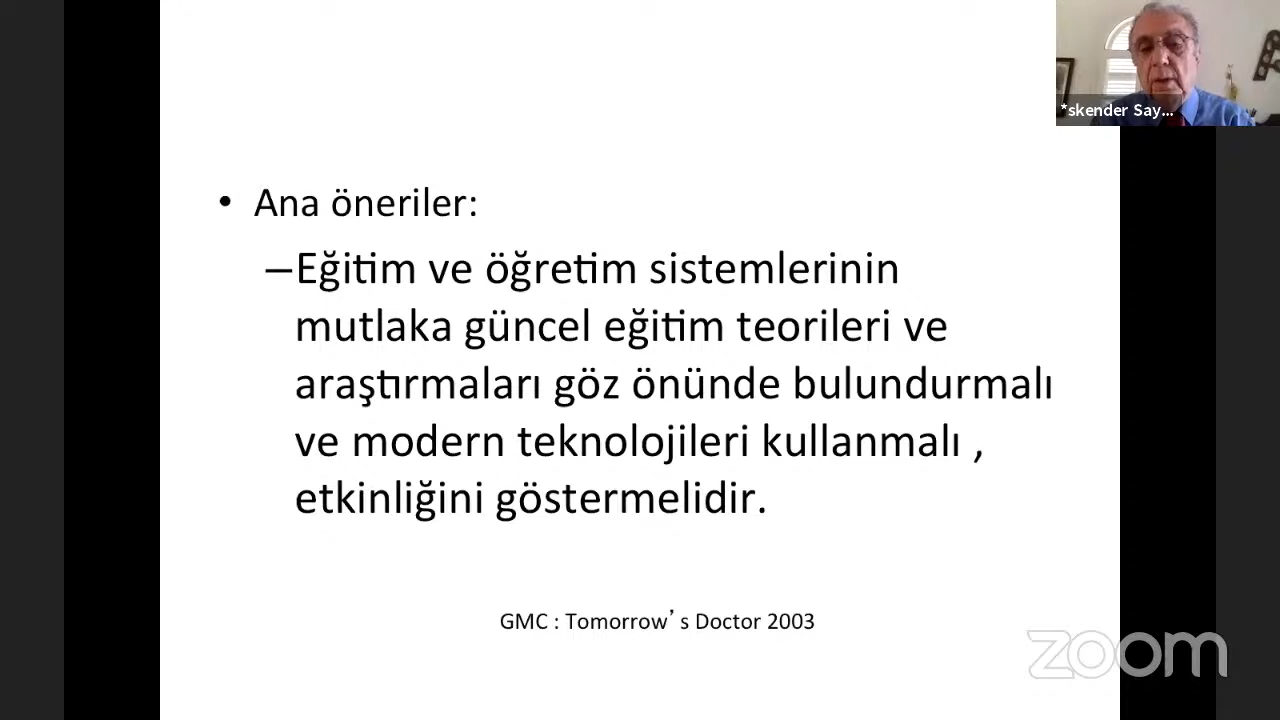 *skender Say...
• Ana öneriler:
–Eğitim ve öğretim sistemlerinin
mutlaka güncel eğitim teorileri ve
araştırmaları göz önünde bulundurmalı
ve modern teknolojileri kullanmalı ,
etkinliğini göstermelidir.
GMC : Tomorrow’ s Doctor 2003
zoom